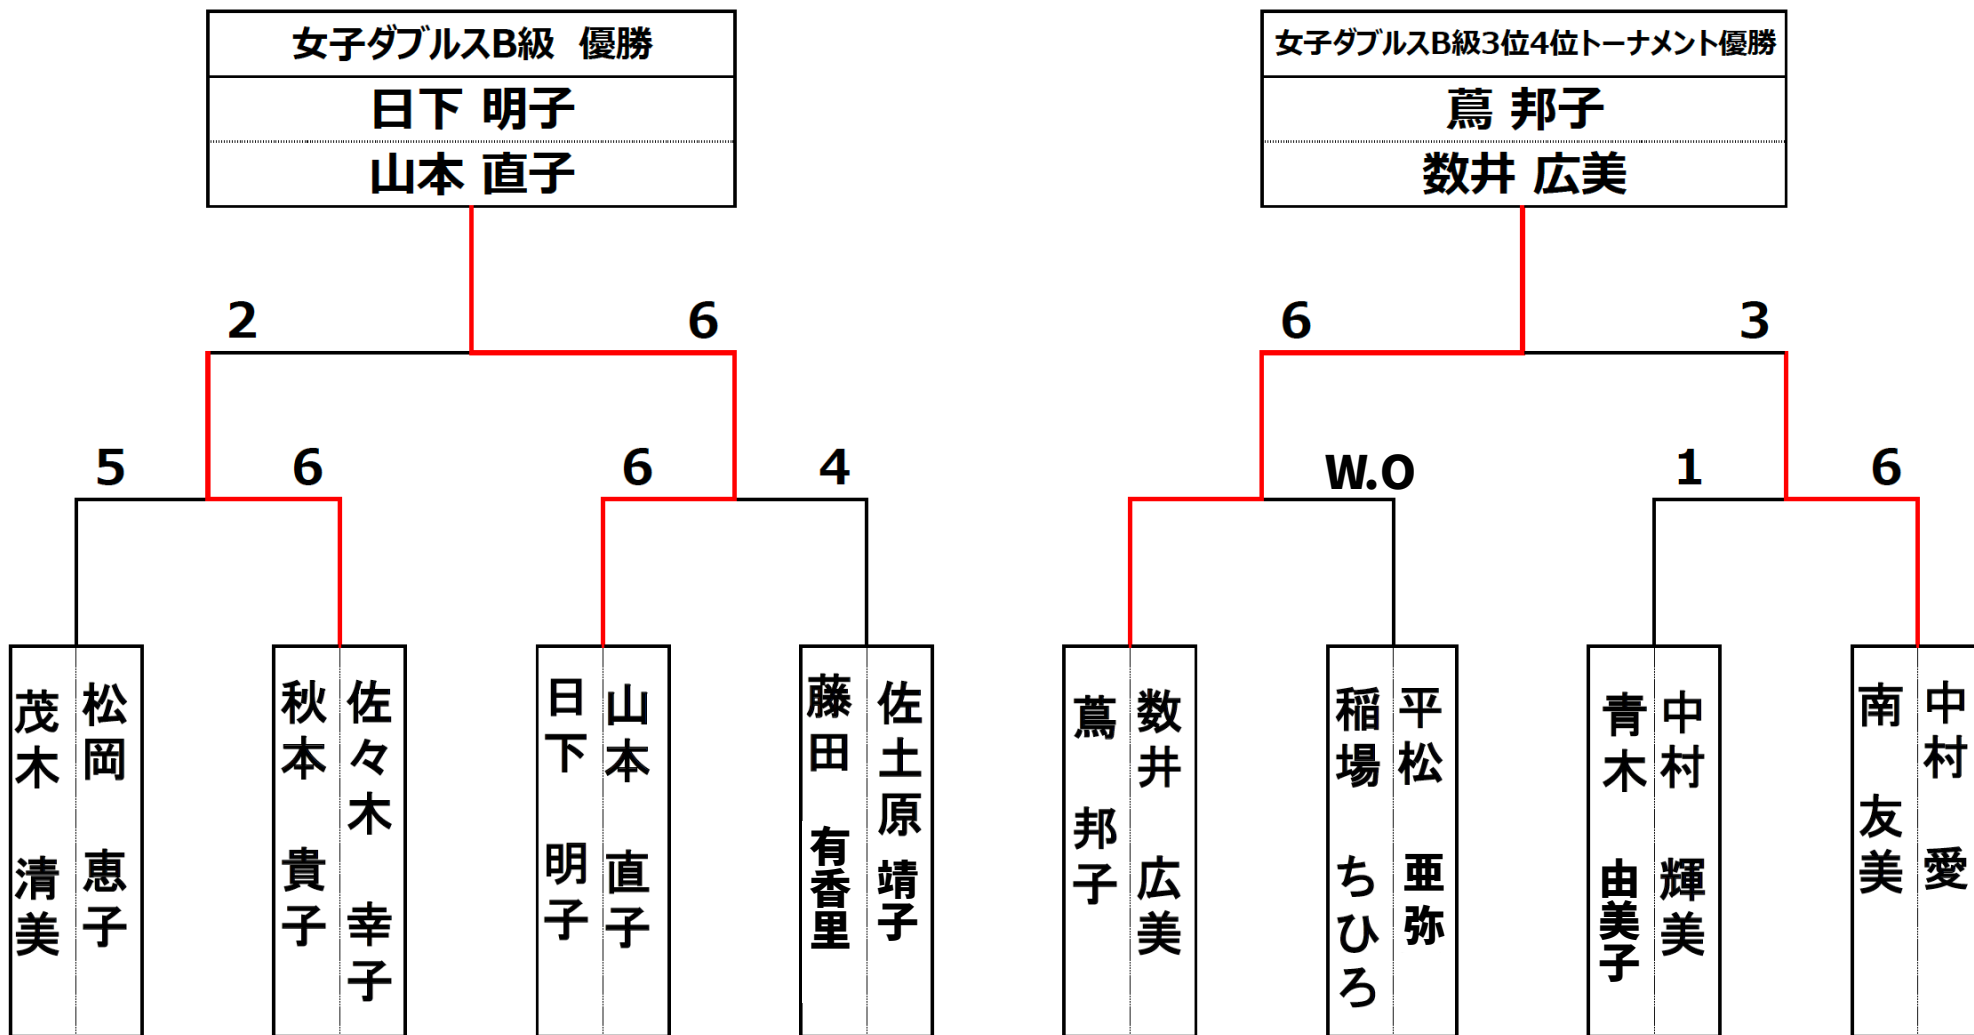 女子ダブルスB級 優勝
日下 明子
山本 直子
女子ダブルスB級3位4位トーナメント優勝
蔦 邦子
数井 広美
2
6
6
3
5
6
6
4
W.O
1
6
茂木 清美
松岡 恵子
秋本 貴子
佐々木 幸子
日下 明子
山本 直子
藤田 有香里
佐土原 靖子
蔦 邦子
数井 広美
稲場 ちひろ
平松 亜弥
青木 由美子
中村 輝美
南 友美
中村 愛